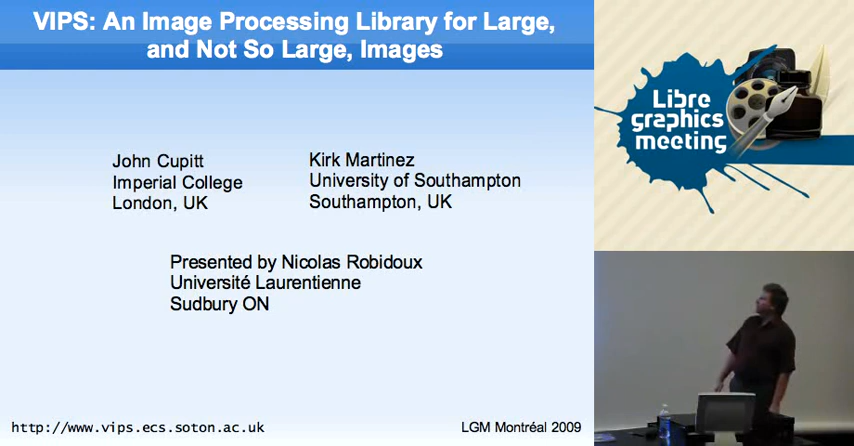 VIPS: An Image Processing Library for Large,
and Not So Large, Images
John Cupitt
Imperial College
London, UK
Kirk Martinez
University of Southampton
Southampton, UK
Presented by Nicolas Robidoux
Université Laurentienne
Sudbury ON
http://www.vips.ecs.soton.ac.uk
LGM Montréal 2009
Libre
graphics
meeting